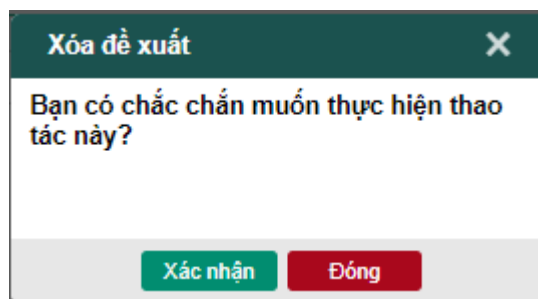 Xóa đề xuất
Bạn có chắc chắn muốn thực hiện thao
tác này?
Xác nhận Đóng